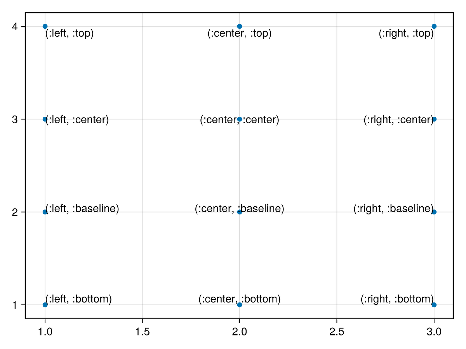 4
(:left, :top) (:center, :top) (:right, :top)
3
(:left, :center) (:center, :center) (:right, :center)
2
(:left, :baseline) (:center, :baseline) (:right, :baseline)
1
(:left, :bottom) (:center, :bottom) (:right, :bottom)
1.0 1.5 2.0 2.5 3.0